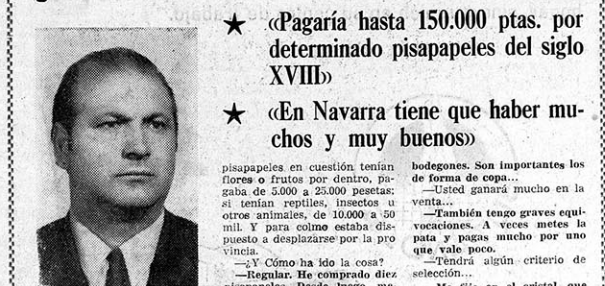 «Pagaría hasta 150.000 ptas. por
determinado pisapapeles del siglo
XVIII»
«En Navarra tiene que haber mu-
chos y muy buenos»
pisapapeles en cuestión tenían
flores o frutos por dentro, pa-
gaba de 5.000 a 25.000 pesetas;
si tenían reptiles, insectos u
otros animales, de 10.000 a 50
mil. Y para colmo estaba dis-
puesto a desplazarse por la pro
vincia.
—¿Y Cómo ha ido la cosa?
—Regular. He comprado diez
pisapapeles. Desde luego
bodegones. Son importantes los
de forma de copa...
—Usted ganará mucho en la
venta...
—También tengo graves equi-
vocaciones. A veces metes la
pata y pagas mucho por uno
que vale poco.
—Tendrá algún criterio de
selección...